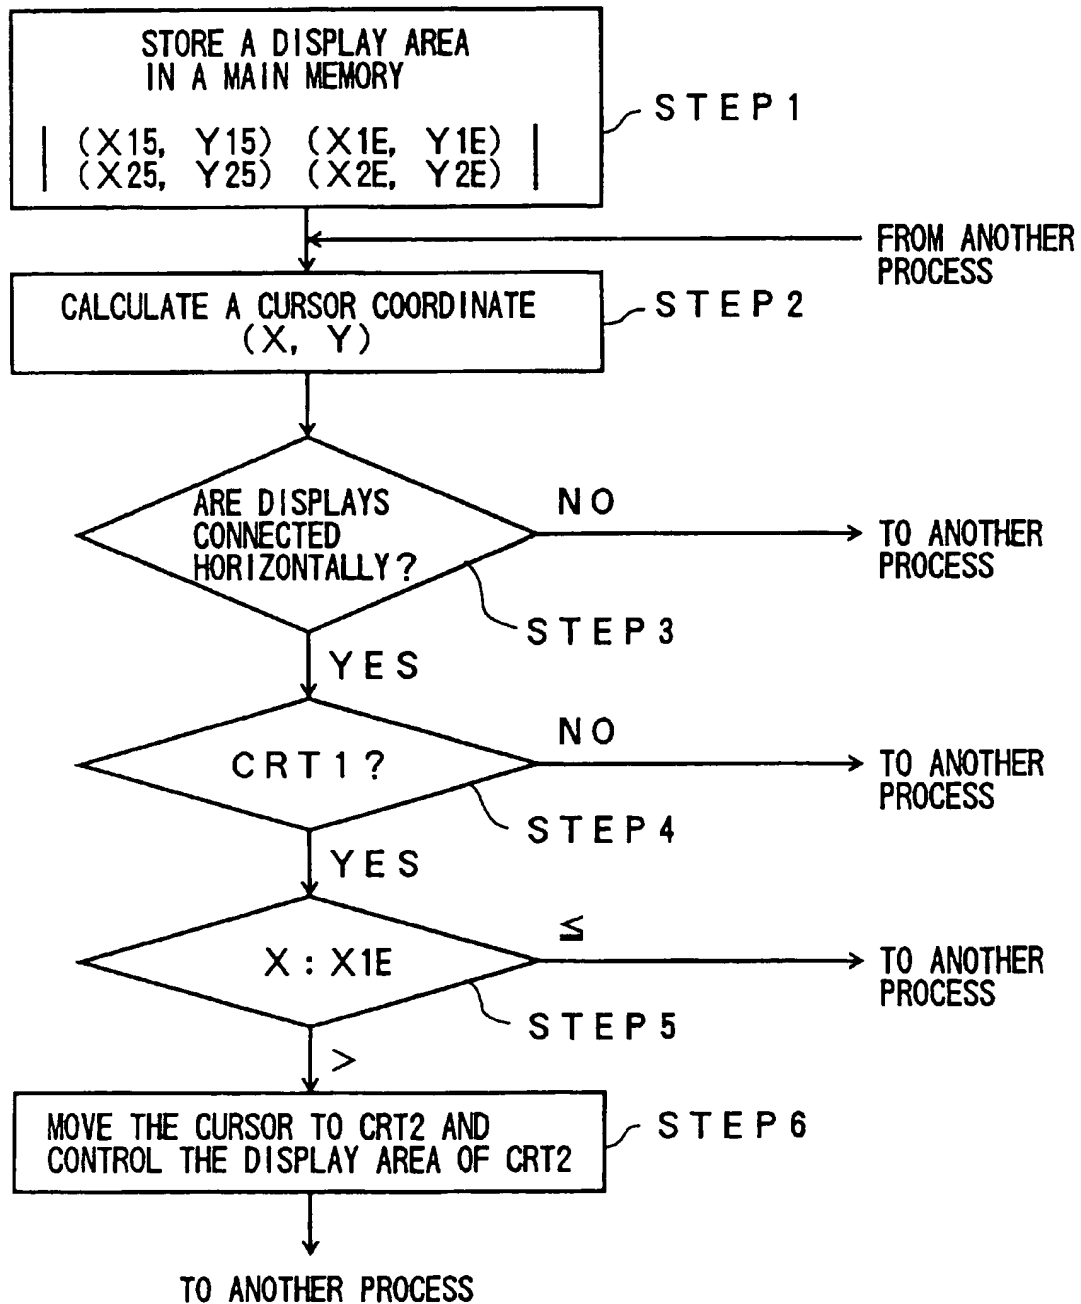 STORE A DISPLAY AREA
IN A MAIN MEMORY
| (X15, Y15) (X1E, Y1E) |
| (X25, Y25) (X2E, Y2E) |
STEP1
FROM ANOTHER
PROCESS
CALCULATE A CURSOR COORDINATE
(X, Y)
STEP2
ARE DISPLAYS
CONNECTED
HORIZONTALLY?
NO
TO ANOTHER
PROCESS
STEP3
YES
CRT1?
NO
TO ANOTHER
PROCESS
STEP4
YES
X : X1E
≦
TO ANOTHER
PROCESS
STEP5
>
MOVE THE CURSOR TO CRT2 AND
CONTROL THE DISPLAY AREA OF CRT2
STEP6
TO ANOTHER PROCESS